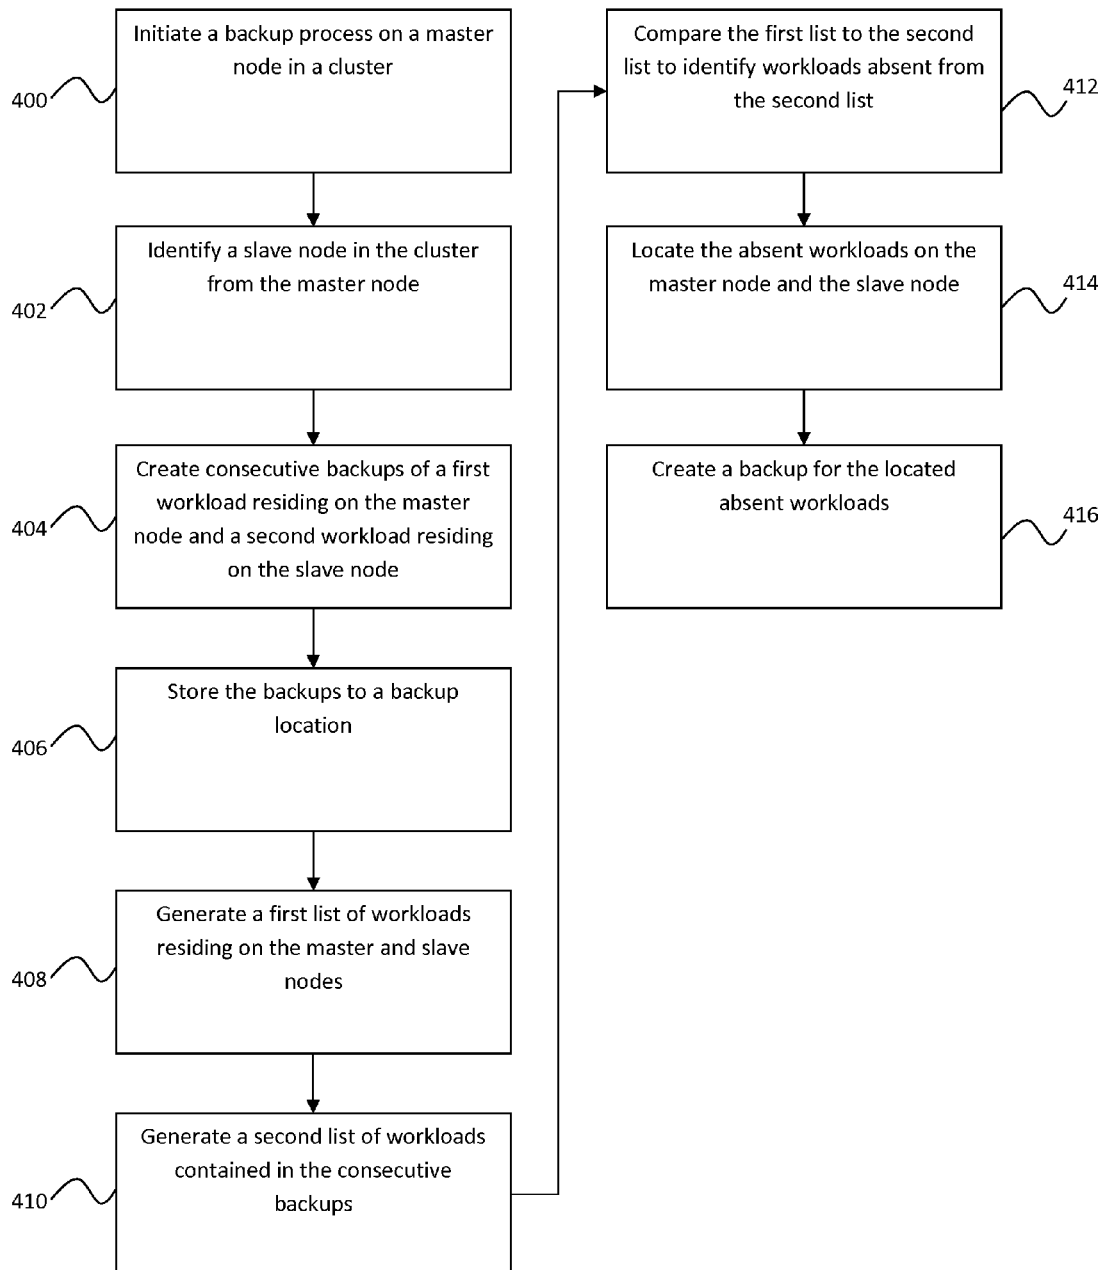 Initiate a backup process on a master
node in a cluster
400
Identify a slave node in the cluster
from the master node
402
Create consecutive backups of a first
workload residing on the master
node and a second workload residing
on the slave node
404
Store the backups to a backup
location
406
Generate a first list of workloads
residing on the master and slave
nodes
408
Generate a second list of workloads
contained in the consecutive
backups
410
Compare the first list to the second
list to identify workloads absent from
the second list
412
Locate the absent workloads on the
master node and the slave node
414
Create a backup for the located
absent workloads
416